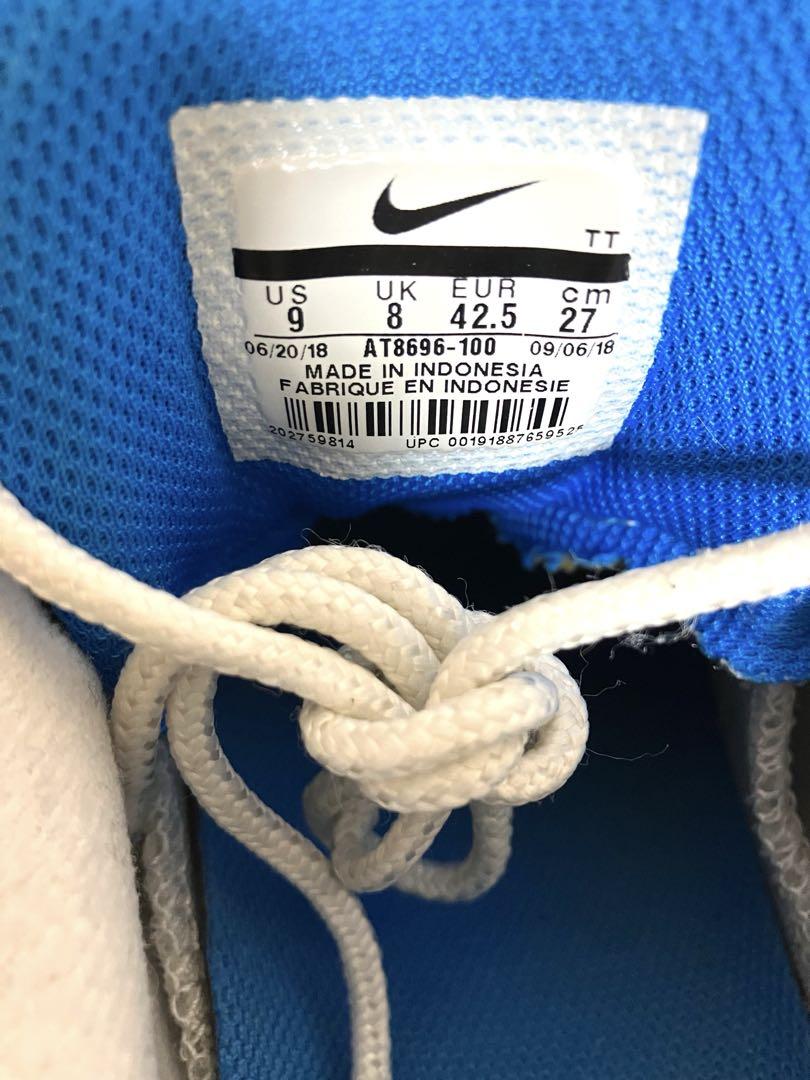 TT
US UK EUR cm
9 8 42.5 27
06/20/18 AT8696-100 09/06/18
MADE IN INDONESIA
FABRIQUE EN INDONESIE
202759814 UPC 00191887659525